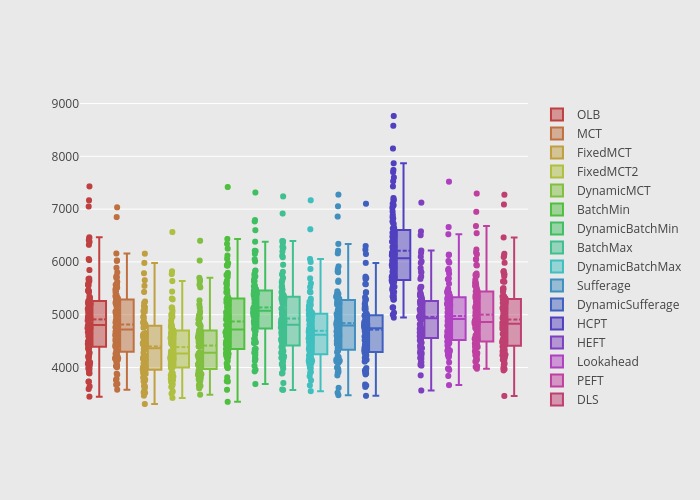 9000
8000
7000
6000
5000
4000
OLB
MCT
FixedMCT
FixedMCT2
DynamicMCT
BatchMin
DynamicBatchMin
BatchMax
DynamicBatchMax
Sufferage
DynamicSufferage
HCPT
HEFT
Lookahead
PEFT
DLS